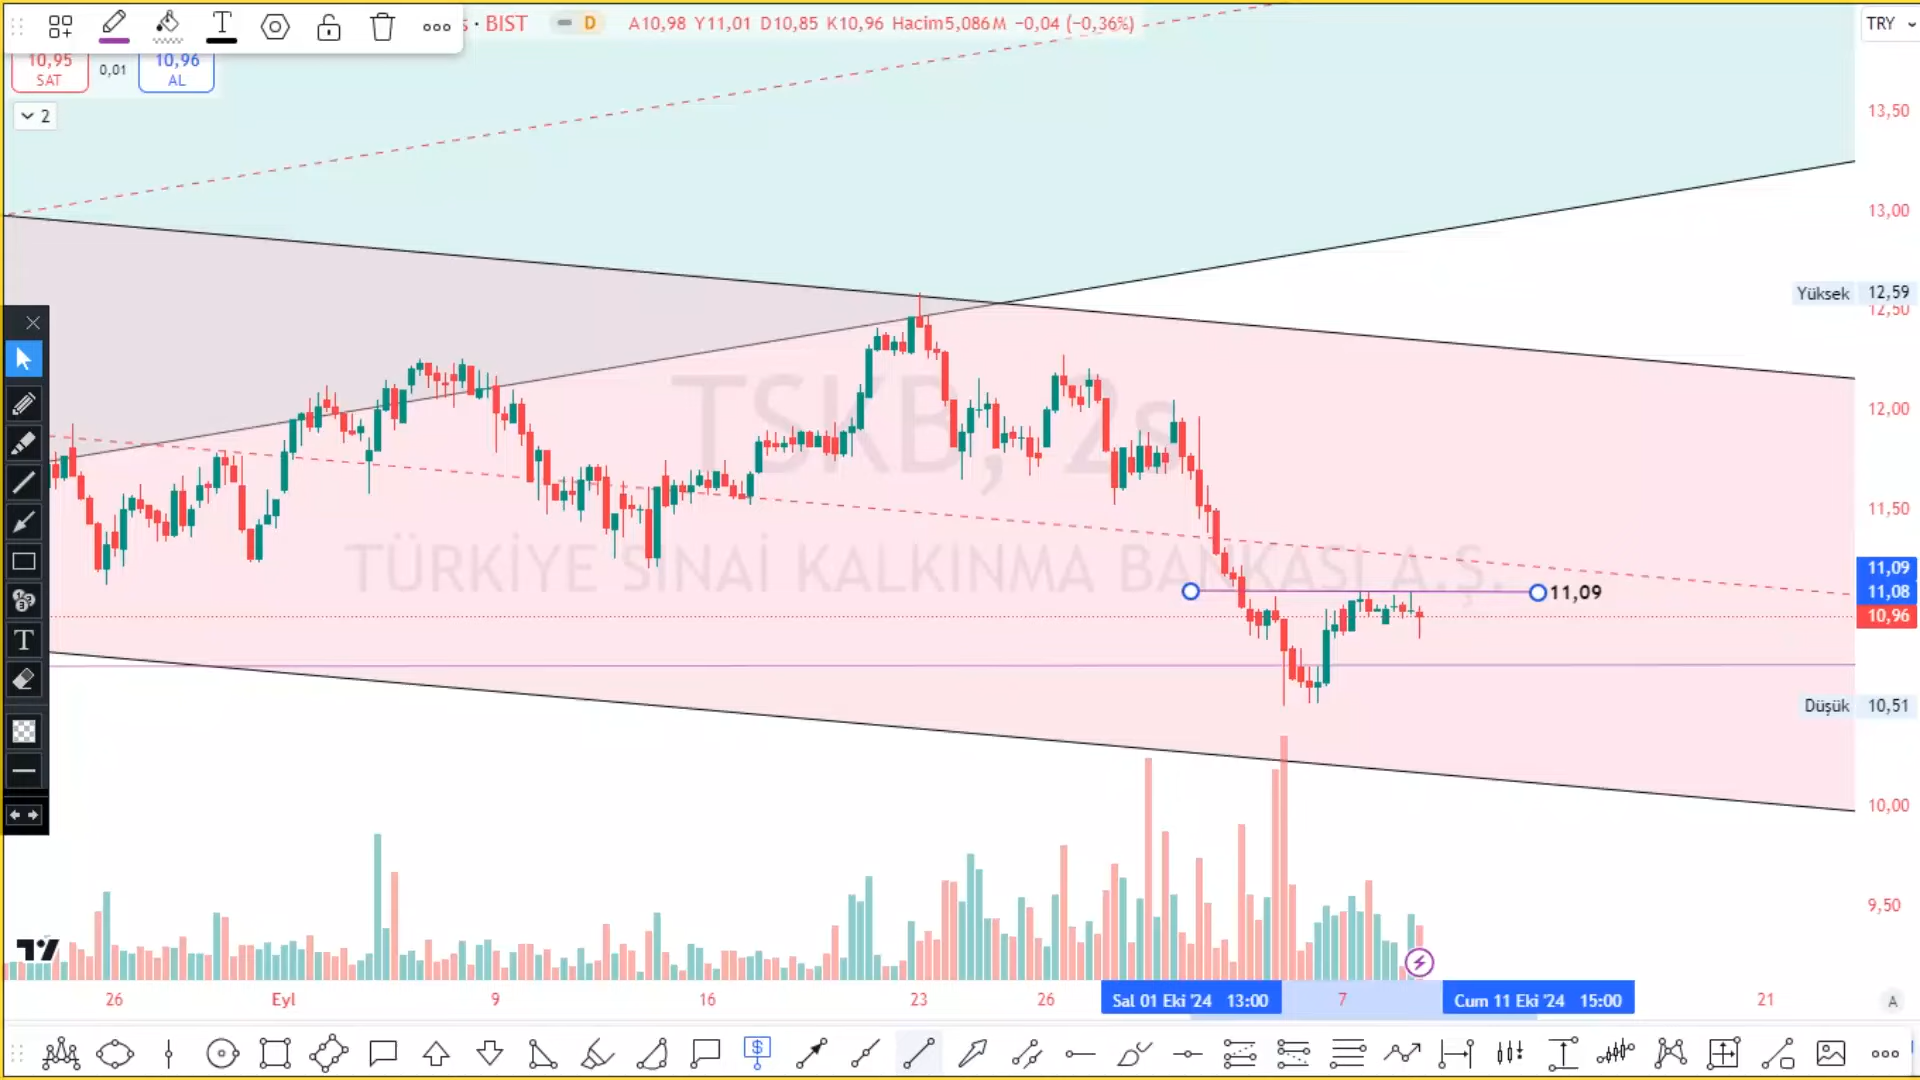 s · BIST D A10,98 Y11,01 D10,85 K10,96 Hacim5,086M −0,04 (−0,36%)
TRY
10,95
SAT
0,01
10,96
AL
2
13,50
13,00
Yüksek 12,59
12,50
12,00
11,50
11,09
11,08
10,96
Düşük 10,51
10,00
9,50
TSKB, 2s
TÜRKİYE SINAİ KALKINMA BANKASI A.Ş.
11,09
T
26 Eyl 9 16 23 26 Sal 01 Eki '24 13:00 7 Cum 11 Eki '24 15:00 21 A